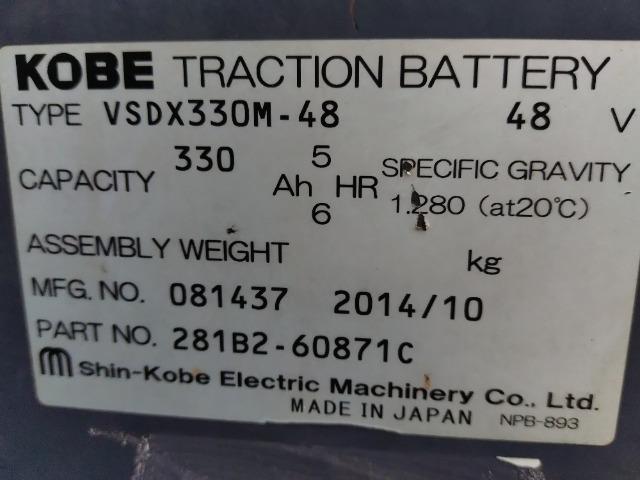 KOBE TRACTION BATTERY
TYPE VSDX330M-48 48 V
CAPACITY 330 Ah 5 HR 6
SPECIFIC GRAVITY
1.280 (at20℃)
ASSEMBLY WEIGHT kg
MFG. NO. 081437 2014/10
PART NO. 281B2-60871C
Shin-Kobe Electric Machinery Co., Ltd.
MADE IN JAPAN NPB-893